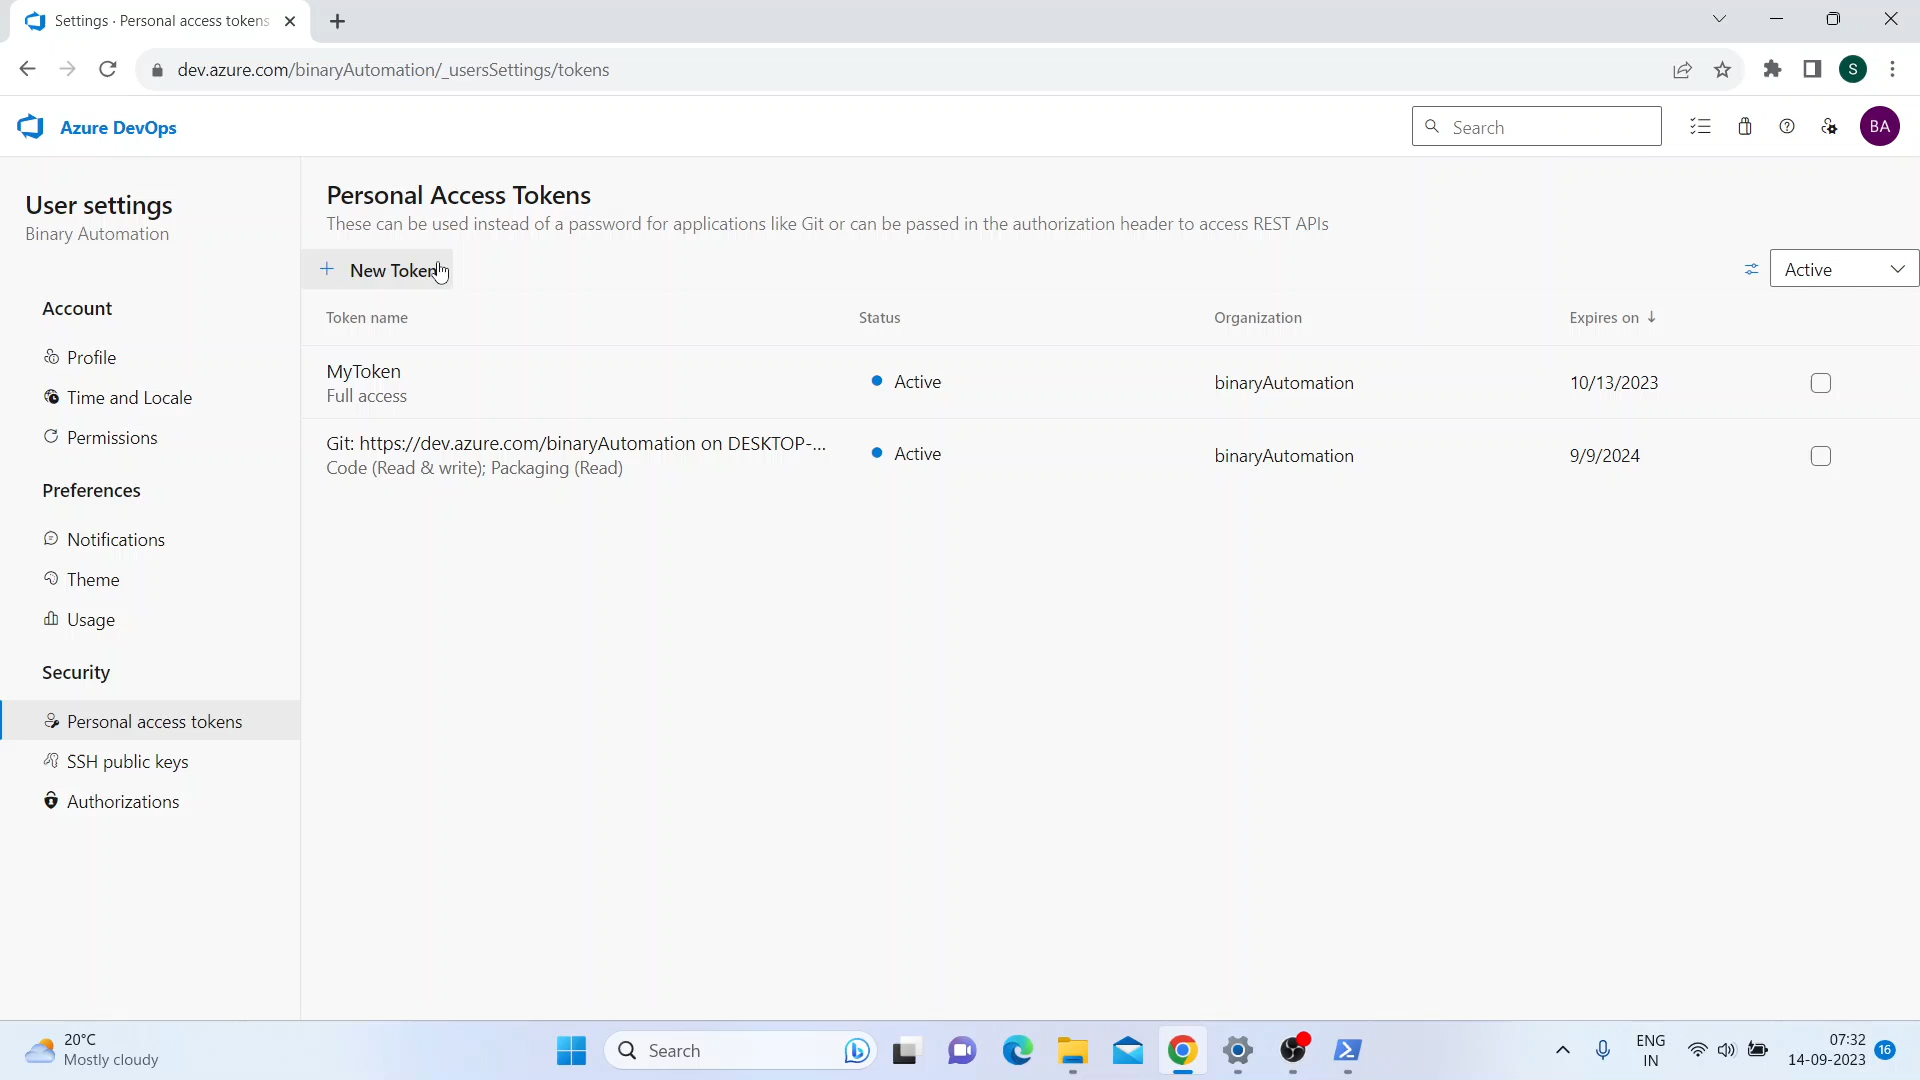 Settings · Personal access tokens
dev.azure.com/binaryAutomation/_usersSettings/tokens
S
Azure DevOps
Search
BA
User settings
Binary Automation
Account
Profile
Time and Locale
Permissions
Preferences
Notifications
Theme
Usage
Security
Personal access tokens
SSH public keys
Authorizations
Personal Access Tokens
These can be used instead of a password for applications like Git or can be passed in the authorization header to access REST APIs
New Token
Active
Token name Status Organization Expires on
MyToken
Full access
Active binaryAutomation 10/13/2023
Git: https://dev.azure.com/binaryAutomation on DESKTOP-...
Code (Read & write); Packaging (Read)
Active binaryAutomation 9/9/2024
20°C
Mostly cloudy
Search
ENG
IN
07:32
14-09-2023
16